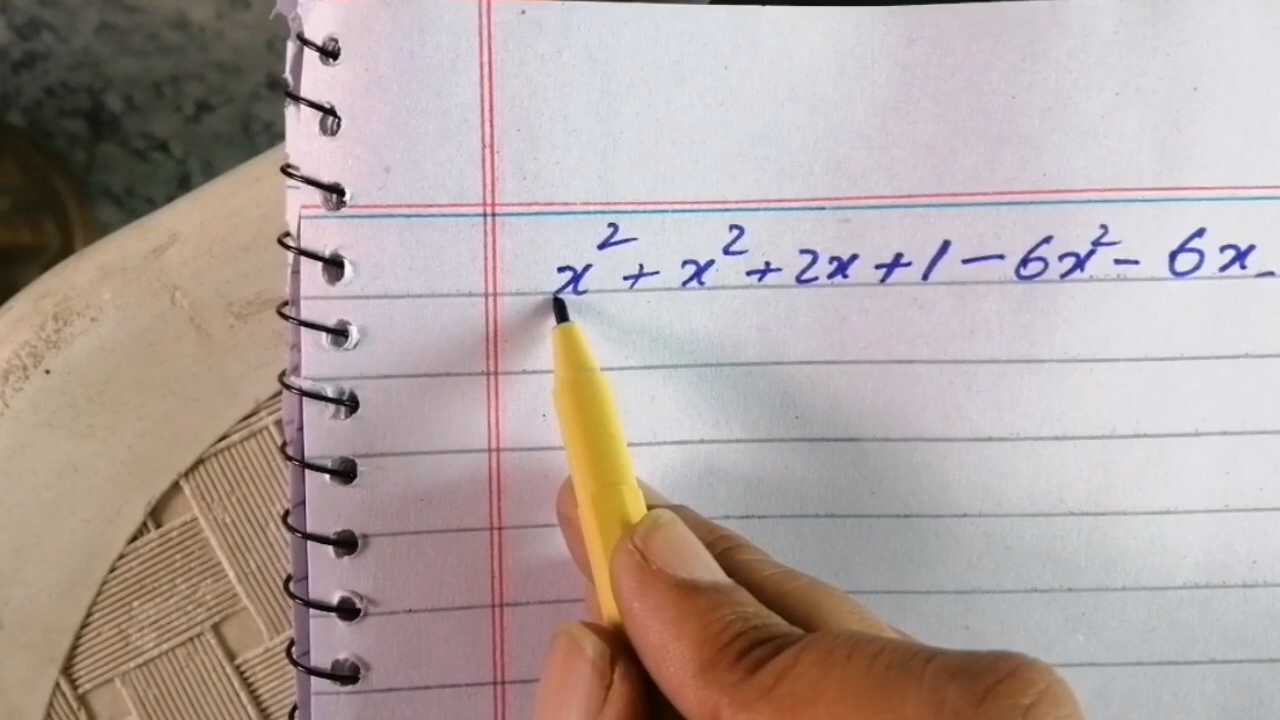 x² + x² + 2x + 1 - 6x² - 6x -